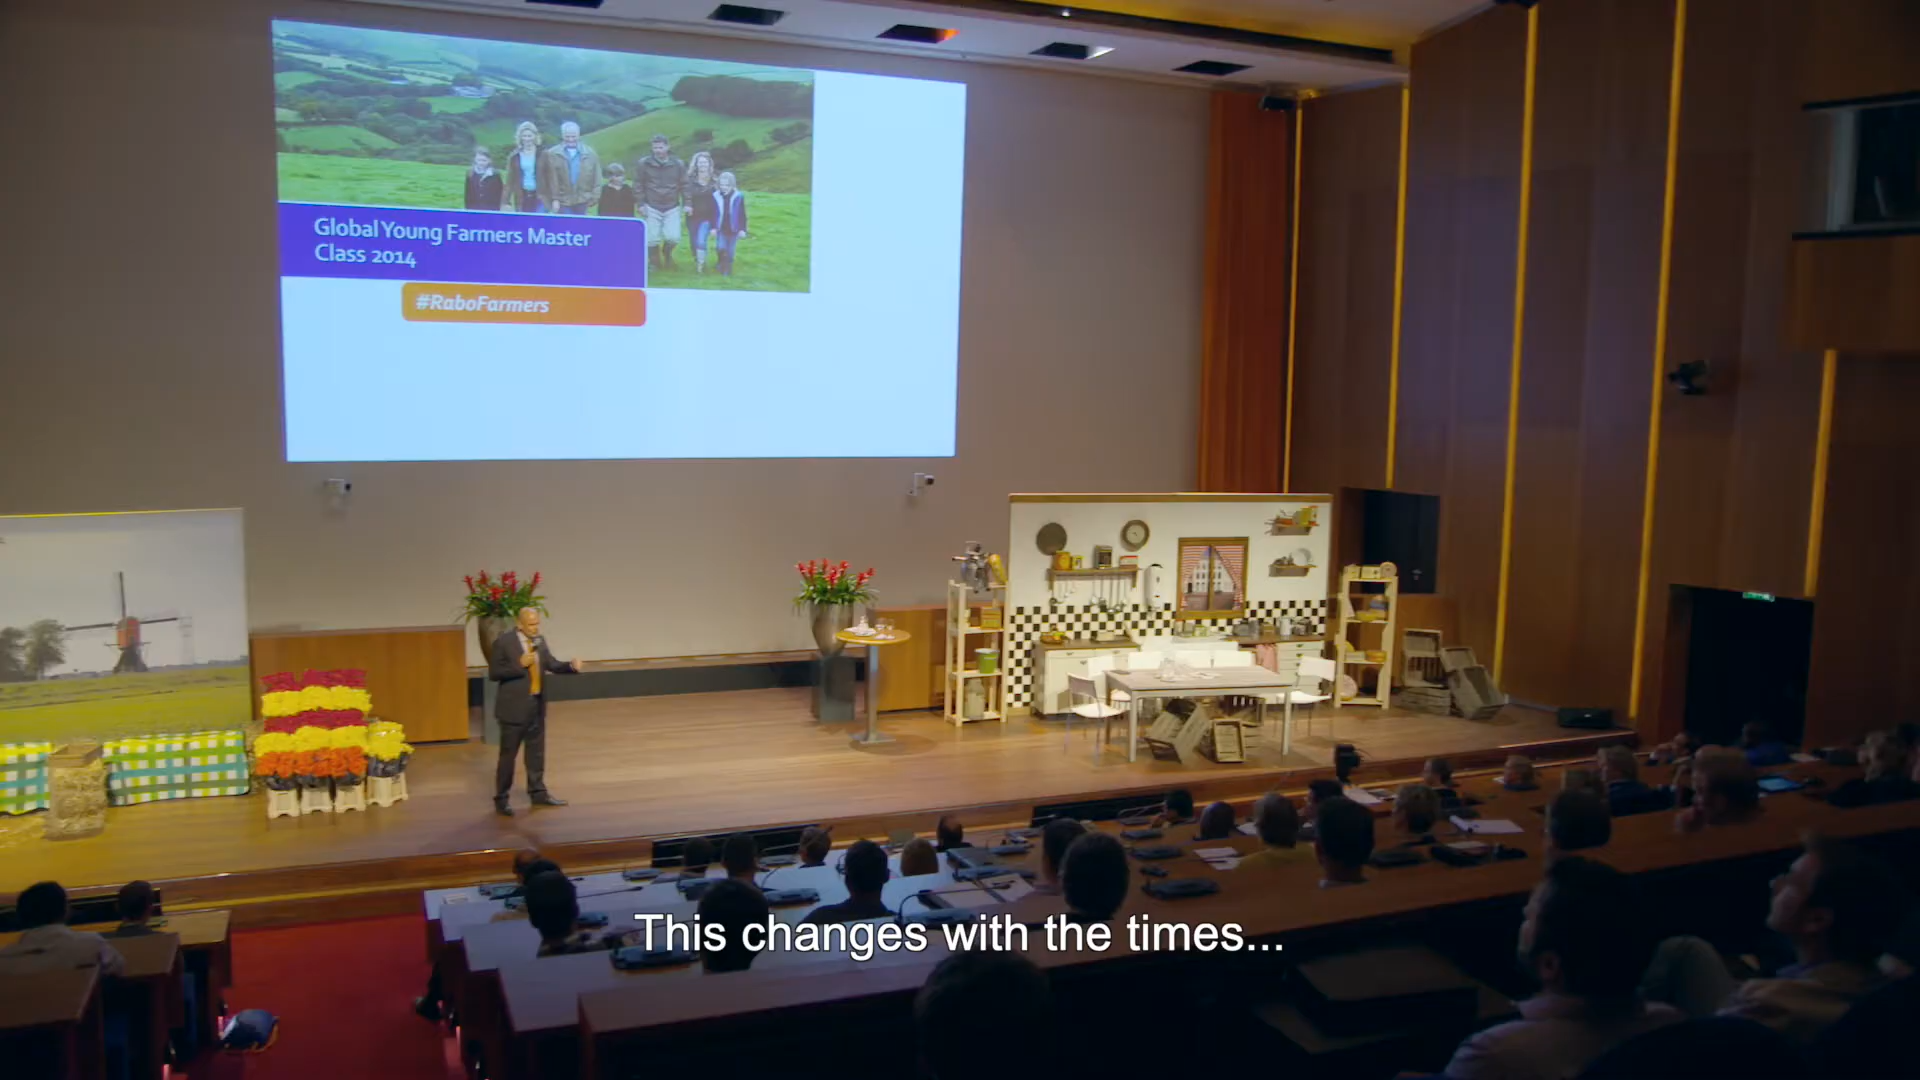 Global Young Farmers Master
Class 2014
#RaboFarmers
This changes with the times...